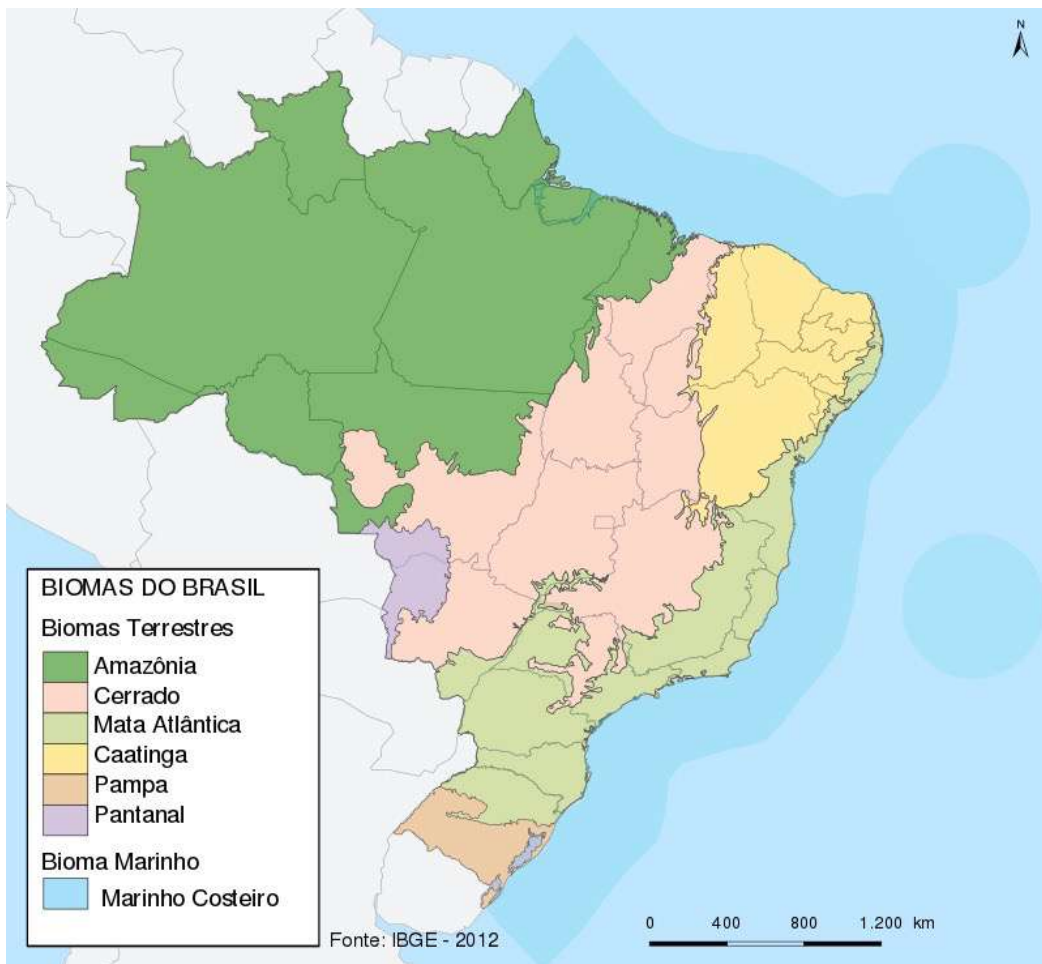 N
BIOMAS DO BRASIL
Biomas Terrestres
Amazônia
Cerrado
Mata Atlântica
Caatinga
Pampa
Pantanal
Bioma Marinho
Marinho Costeiro
Fonte: IBGE - 2012
0 400 800 1.200 km